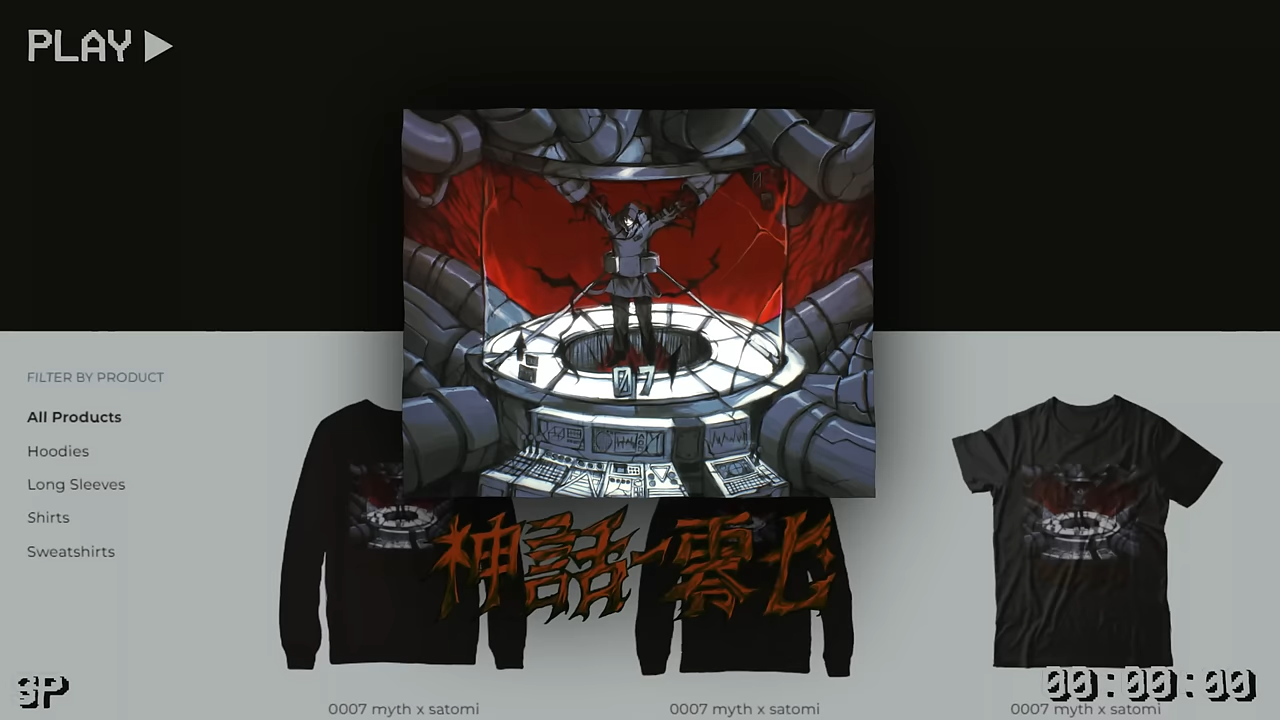 PLAY
07
FILTER BY PRODUCT
All Products
Hoodies
Long Sleeves
Shirts
Sweatshirts
神話-零七
SP
00:00:00
0007 myth x satomi
0007 myth x satomi
0007 myth x satomi